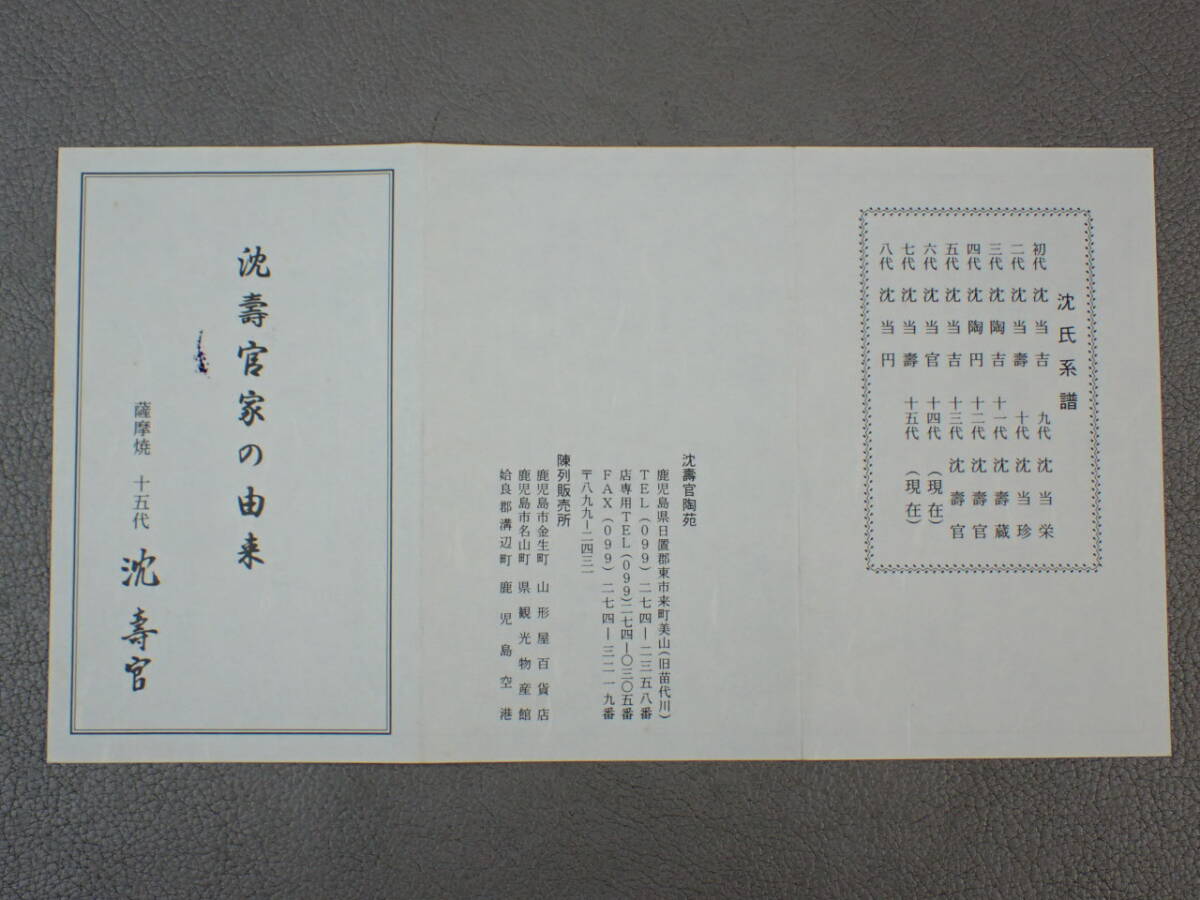 沈氏系譜
初代 沈当吉 九代 沈当栄
二代 沈当壽 十代 沈当珍
三代 沈陶吉 十一代 沈壽蔵
四代 沈陶円 十二代 沈壽官
五代 沈当吉 十三代 沈壽官
六代 沈当官 十四代 (現在)
七代 沈当壽 十五代 (現在)
八代 沈当円
沈壽官陶苑
鹿児島県日置郡東市来町美山(旧苗代川)
TEL(099)二七四ー二三五八番
店専用TEL(099)二七四ー〇三〇五番
FAX(099)二七四ー三二一九番
〒八九九ー二四三一
陳列販売所
鹿児島市金生町 山形屋百貨店
鹿児島市名山町 県観光物産館
姶良郡溝辺町 鹿児島空港
沈壽官家の由来
薩摩焼 十五代 沈壽官